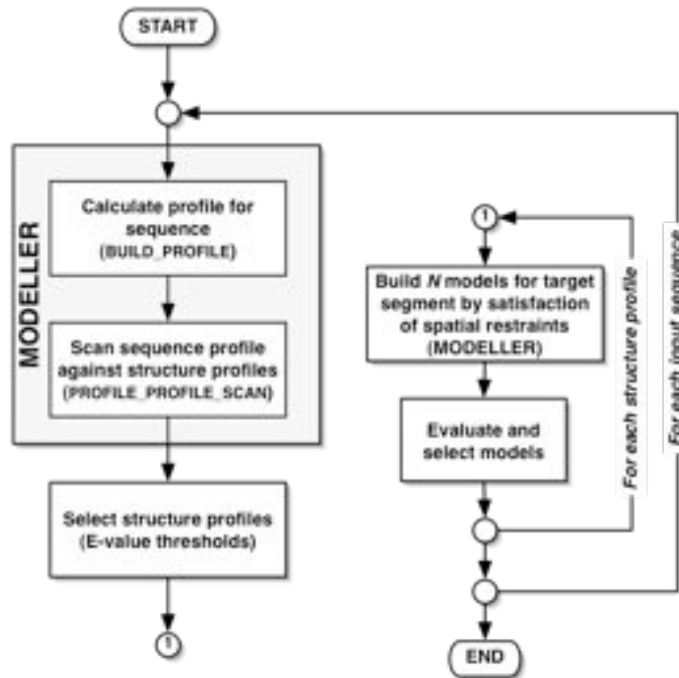 START
MODELLER
Calculate profile for
sequence
(BUILD_PROFILE)
Scan sequence profile
against structure profiles
(PROFILE_PROFILE_SCAN)
Select structure profiles
(E-value thresholds)
1
1
Build N models for target
segment by satisfaction
of spatial restraints
(MODELLER)
Evaluate and
select models
For each structure profile
For each input sequence
END